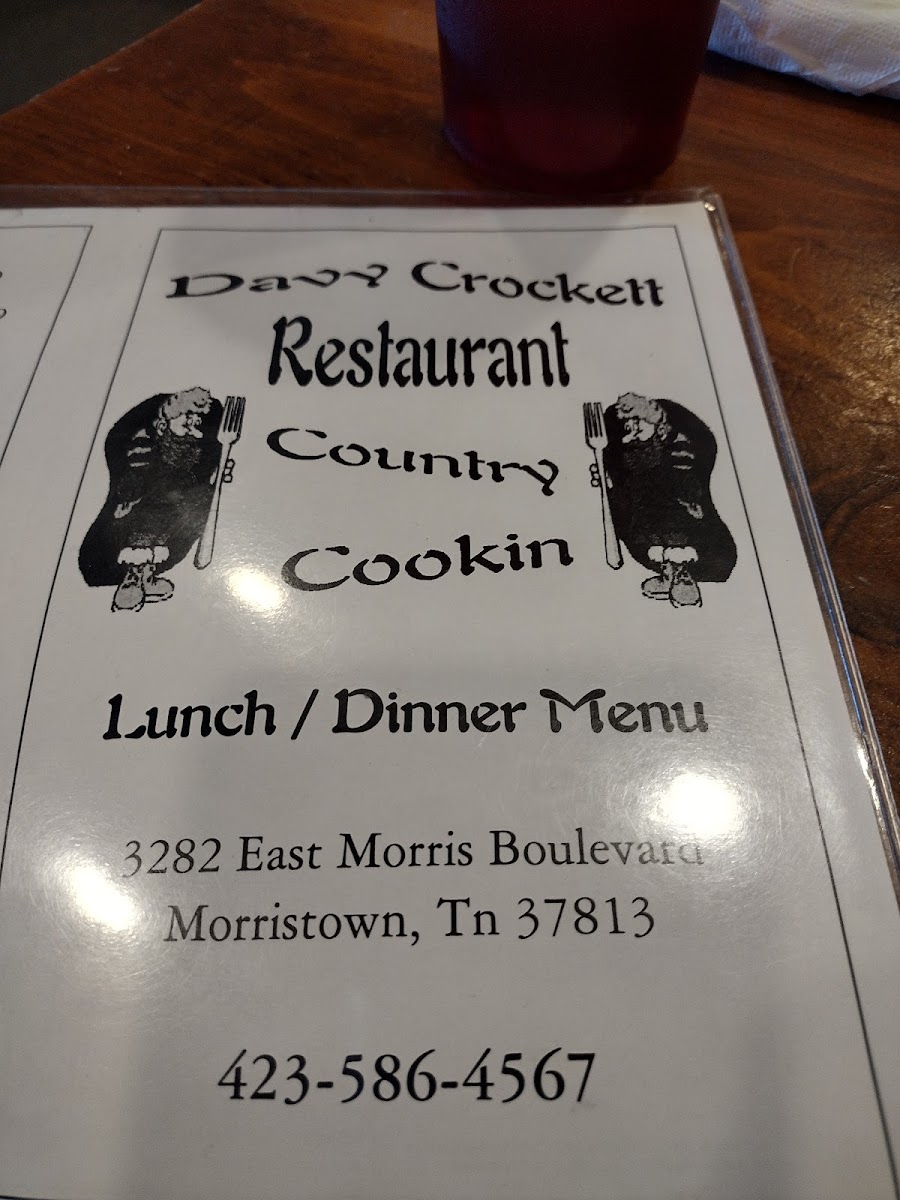 Davy Crockett
Restaurant
Country
Cookin
Lunch / Dinner Menu
3282 East Morris Boulevard
Morristown, Tn 37813
423-586-4567